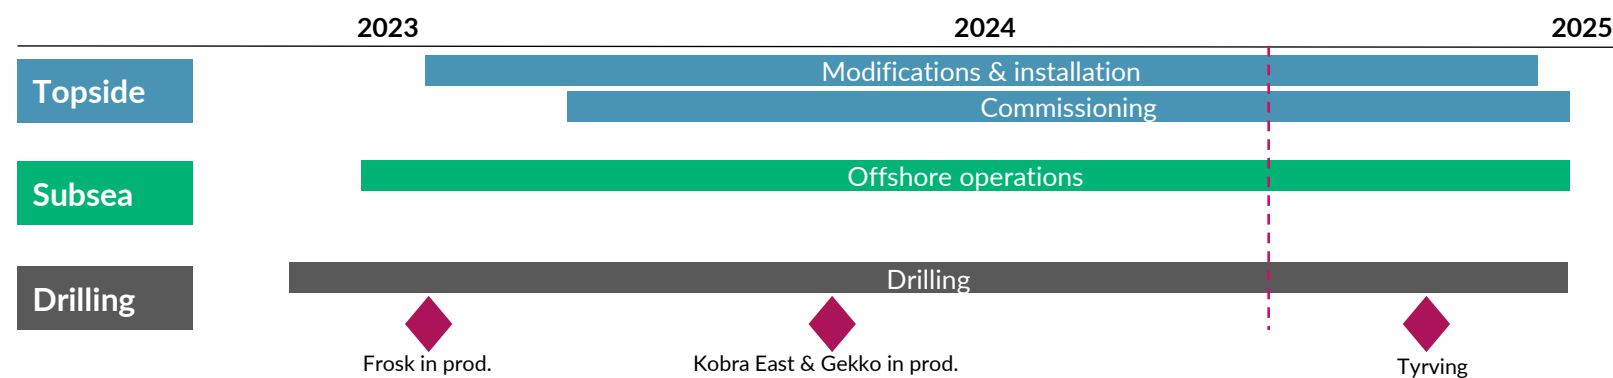 2023
2024
2025
Topside
Modifications & installation
Commissioning
Subsea
Offshore operations
Drilling
Drilling
Frosk in prod.
Kobra East & Gekko in prod.
Tyrving